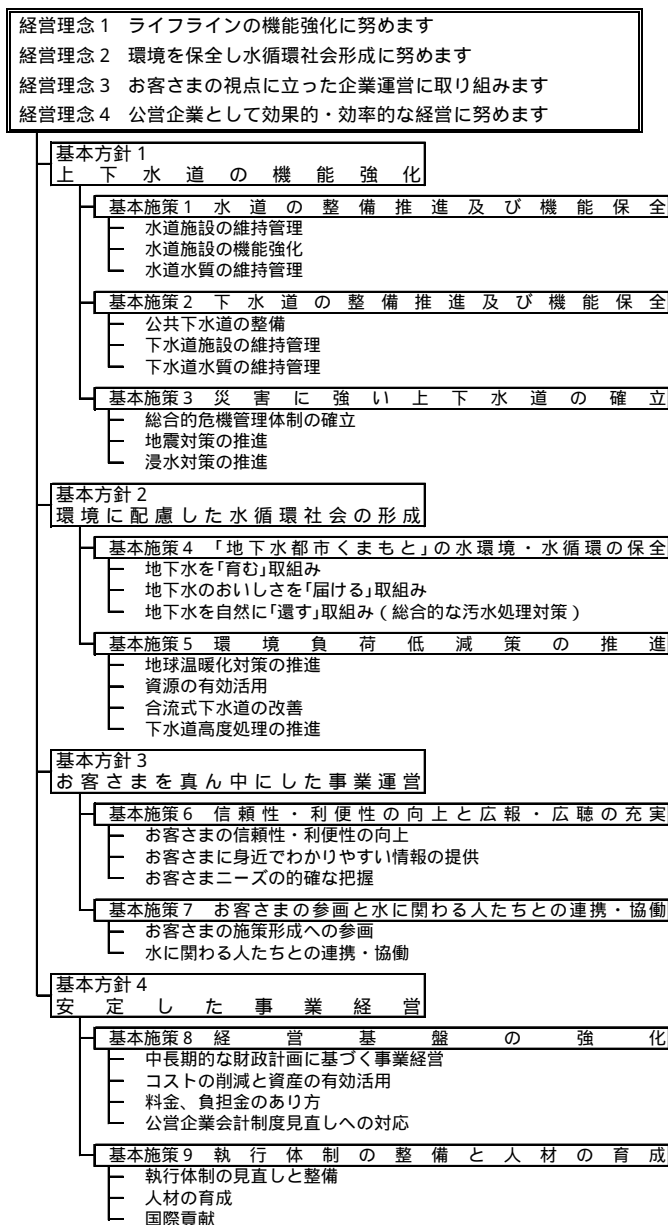 経営理念1 ライフラインの機能強化に努めます
経営理念2 環境を保全し水循環社会形成に努めます
経営理念3 お客さまの視点に立った企業運営に取り組みます
経営理念4 公営企業として効果的・効率的な経営に努めます
基本方針1
上下水道の機能強化
基本施策1 水道の整備推進及び機能保全
水道施設の維持管理
水道施設の機能強化
水道水質の維持管理
基本施策2 下水道の整備推進及び機能保全
公共下水道の整備
下水道施設の維持管理
下水道水質の維持管理
基本施策3 災害に強い上下水道の確立
総合的危機管理体制の確立
地震対策の推進
浸水対策の推進
基本方針2
環境に配慮した水循環社会の形成
基本施策4 「地下水都市くまもと」の水環境・水循環の保全
地下水を「育む」取組み
地下水のおいしさを「届ける」取組み
地下水を自然に「還す」取組み(総合的な汚水処理対策)
基本施策5 環境負荷低減策の推進
地球温暖化対策の推進
資源の有効活用
合流式下水道の改善
下水道高度処理の推進
基本方針3
お客さまを真ん中にした事業運営
基本施策6 信頼性・利便性の向上と広報・広聴の充実
お客さまの信頼性・利便性の向上
お客さまに身近でわかりやすい情報の提供
お客さまニーズの的確な把握
基本施策7 お客さまの参画と水に関わる人たちとの連携・協働
お客さまの施策形成への参画
水に関わる人たちとの連携・協働
基本方針4
安定した事業経営
基本施策8 経営基盤の強化
中長期的な財政計画に基づく事業経営
コストの削減と資産の有効活用
料金、負担金のあり方
公営企業会計制度見直しへの対応
基本施策9 執行体制の整備と人材の育成
執行体制の見直しと整備
人材の育成
国際貢献